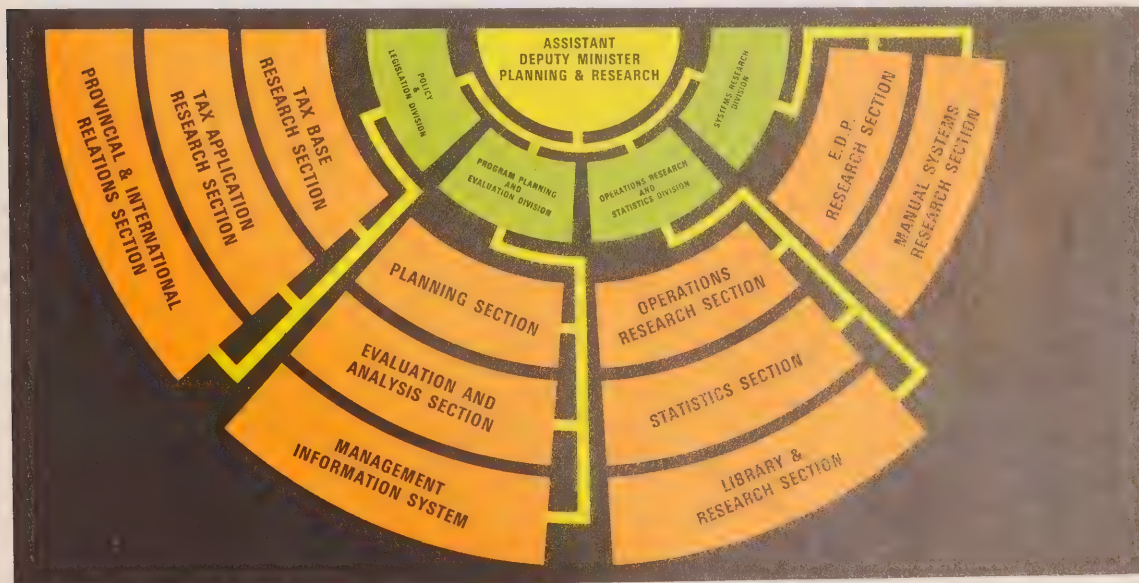 ASSISTANT
DEPUTY MINISTER
PLANNING & RESEARCH
POLICY
&
LEGISLATION DIVISION
PROGRAM PLANNING
AND
EVALUATION DIVISION
OPERATIONS RESEARCH
AND
STATISTICS DIVISION
SYSTEMS RESEARCH
DIVISION
TAX BASE
RESEARCH SECTION
TAX APPLICATION
RESEARCH SECTION
PROVINCIAL & INTERNATIONAL
RELATIONS SECTION
PLANNING SECTION
EVALUATION AND
ANALYSIS SECTION
MANAGEMENT
INFORMATION SYSTEM
OPERATIONS
RESEARCH SECTION
STATISTICS SECTION
LIBRARY &
RESEARCH SECTION
E.D.P.
RESEARCH SECTION
MANUAL SYSTEMS
RESEARCH SECTION